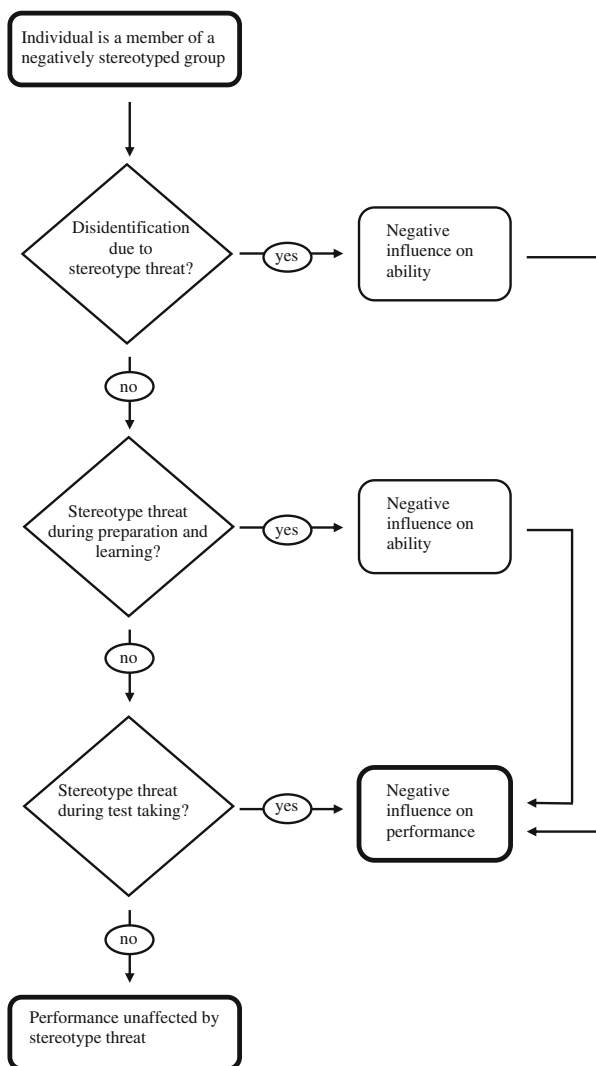 Individual is a member of a
negatively stereotyped group
Disidentification
due to
stereotype threat?
yes
Negative
influence on
ability
no
Stereotype threat
during preparation and
learning?
yes
Negative
influence on
ability
no
Stereotype threat
during test taking?
yes
Negative
influence on
performance
no
Performance unaffected by
stereotype threat